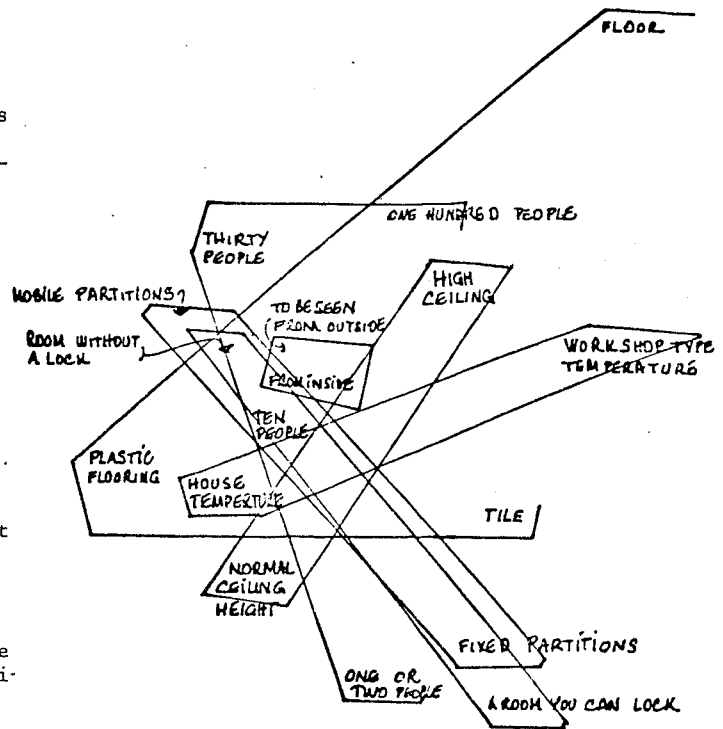 FLOOR
s
ONE HUNDRED PEOPLE
THIRTY
PEOPLE
HIGH
CEILING
MOBILE PARTITIONS
TO BE SEEN
FROM OUTSIDE
ROOM WITHOUT
A LOCK
WORKSHOP TYPE
TEMPERATURE
FROM INSIDE
TEN
PEOPLE
PLASTIC
FLOORING
HOUSE
TEMPERTURE
TILE
t
NORMAL
CEILING
HEIGHT
FIXED PARTITIONS
e
i-
ONE OR
TWO PEOPLE
A ROOM YOU CAN LOCK